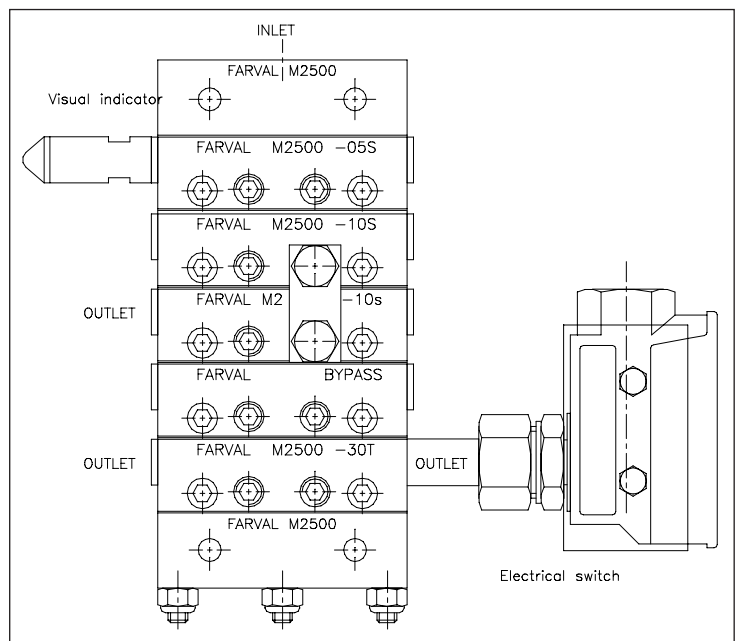 INLET
FARVAL M2500
Visual indicator
FARVAL M2500 -05S
FARVAL M2500 -10S
OUTLET
FARVAL M2 -10s
FARVAL BYPASS
FARVAL M2500 -30T
OUTLET
OUTLET
FARVAL M2500
Electrical switch